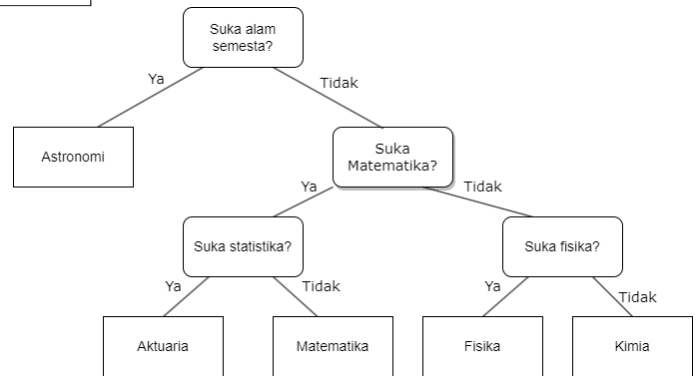 Suka alam
semesta?
Ya
Tidak
Astronomi
Suka
Matematika?
Ya
Tidak
Suka statistika?
Suka fisika?
Ya
Tidak
Ya
Tidak
Aktuaria
Matematika
Fisika
Kimia